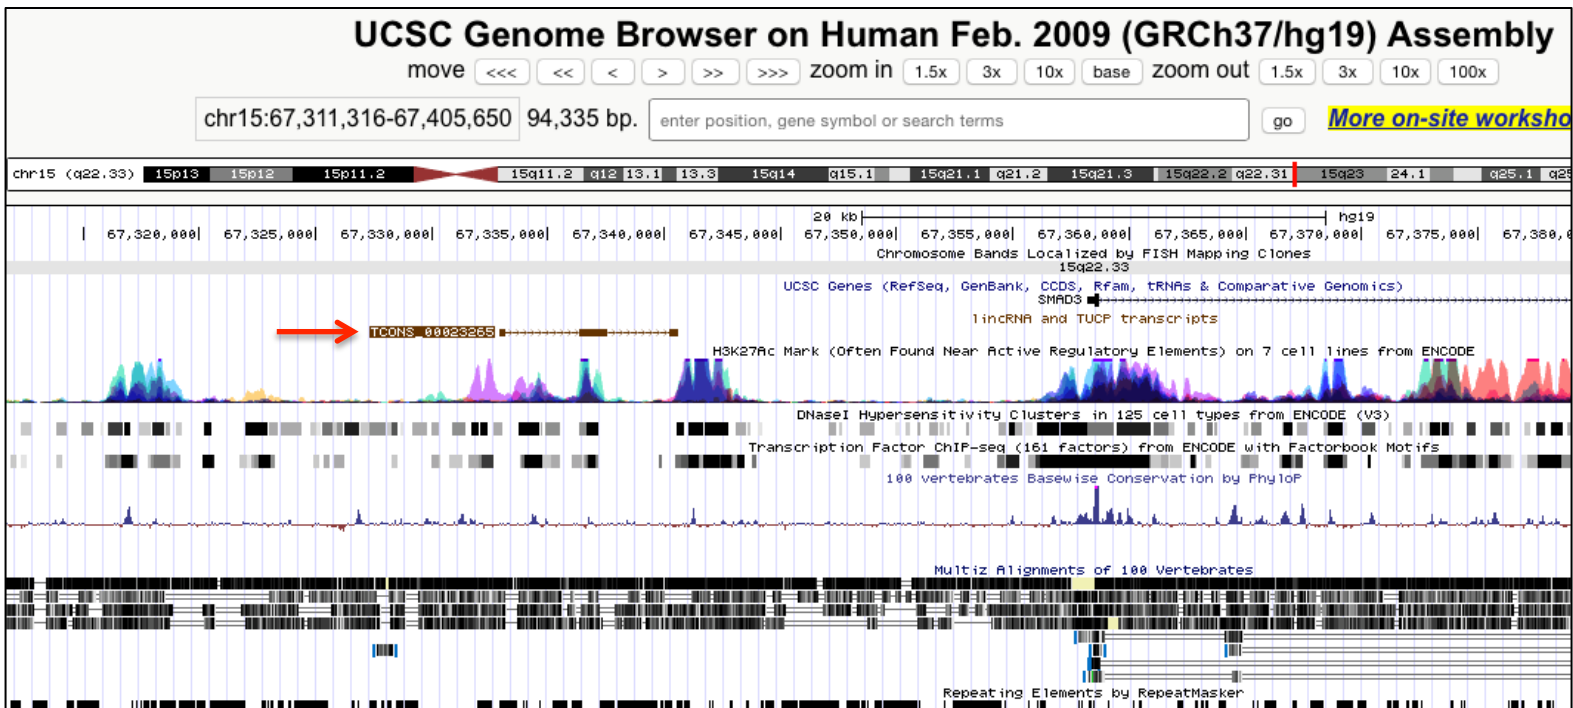 UCSC Genome Browser on Human Feb. 2009 (GRCh37/hg19) Assembly
move <<< << < > >> >>> zoom in 1.5x 3x 10x base zoom out 1.5x 3x 10x 100x
chr15:67,311,316-67,405,650 94,335 bp. enter position, gene symbol or search terms go More on-site worksho
chr15 (q22.33) 15p13 15p12 15p11.2 15q11.2 q12 13.1 13.3 15q14 q15.1 15q21.1 q21.2 15q21.3 15q22.2 q22.31 15q23 24.1 q25.1 q25
20 kb hg19
67,320,000 67,325,000 67,330,000 67,335,000 67,340,000 67,345,000 67,350,000 67,355,000 67,360,000 67,365,000 67,370,000 67,375,000 67,380,0
Chromosome Bands Localized by FISH Mapping Clones
15q22.33
UCSC Genes (RefSeq, GenBank, CCDS, Rfam, tRNAs & Comparative Genomics)
SMAD3
lincRNA and TUCP transcripts
TCONS_00023265
H3K27Ac Mark (Often Found Near Active Regulatory Elements) on 7 cell lines from ENCODE
DNaseI Hypersensitivity Clusters in 125 cell types from ENCODE (V3)
Transcription Factor ChIP-seq (161 factors) from ENCODE with Factorbook Motifs
100 vertebrates Basewise Conservation by PhyloP
Multiz Alignments of 100 Vertebrates
Repeating Elements by RepeatMasker